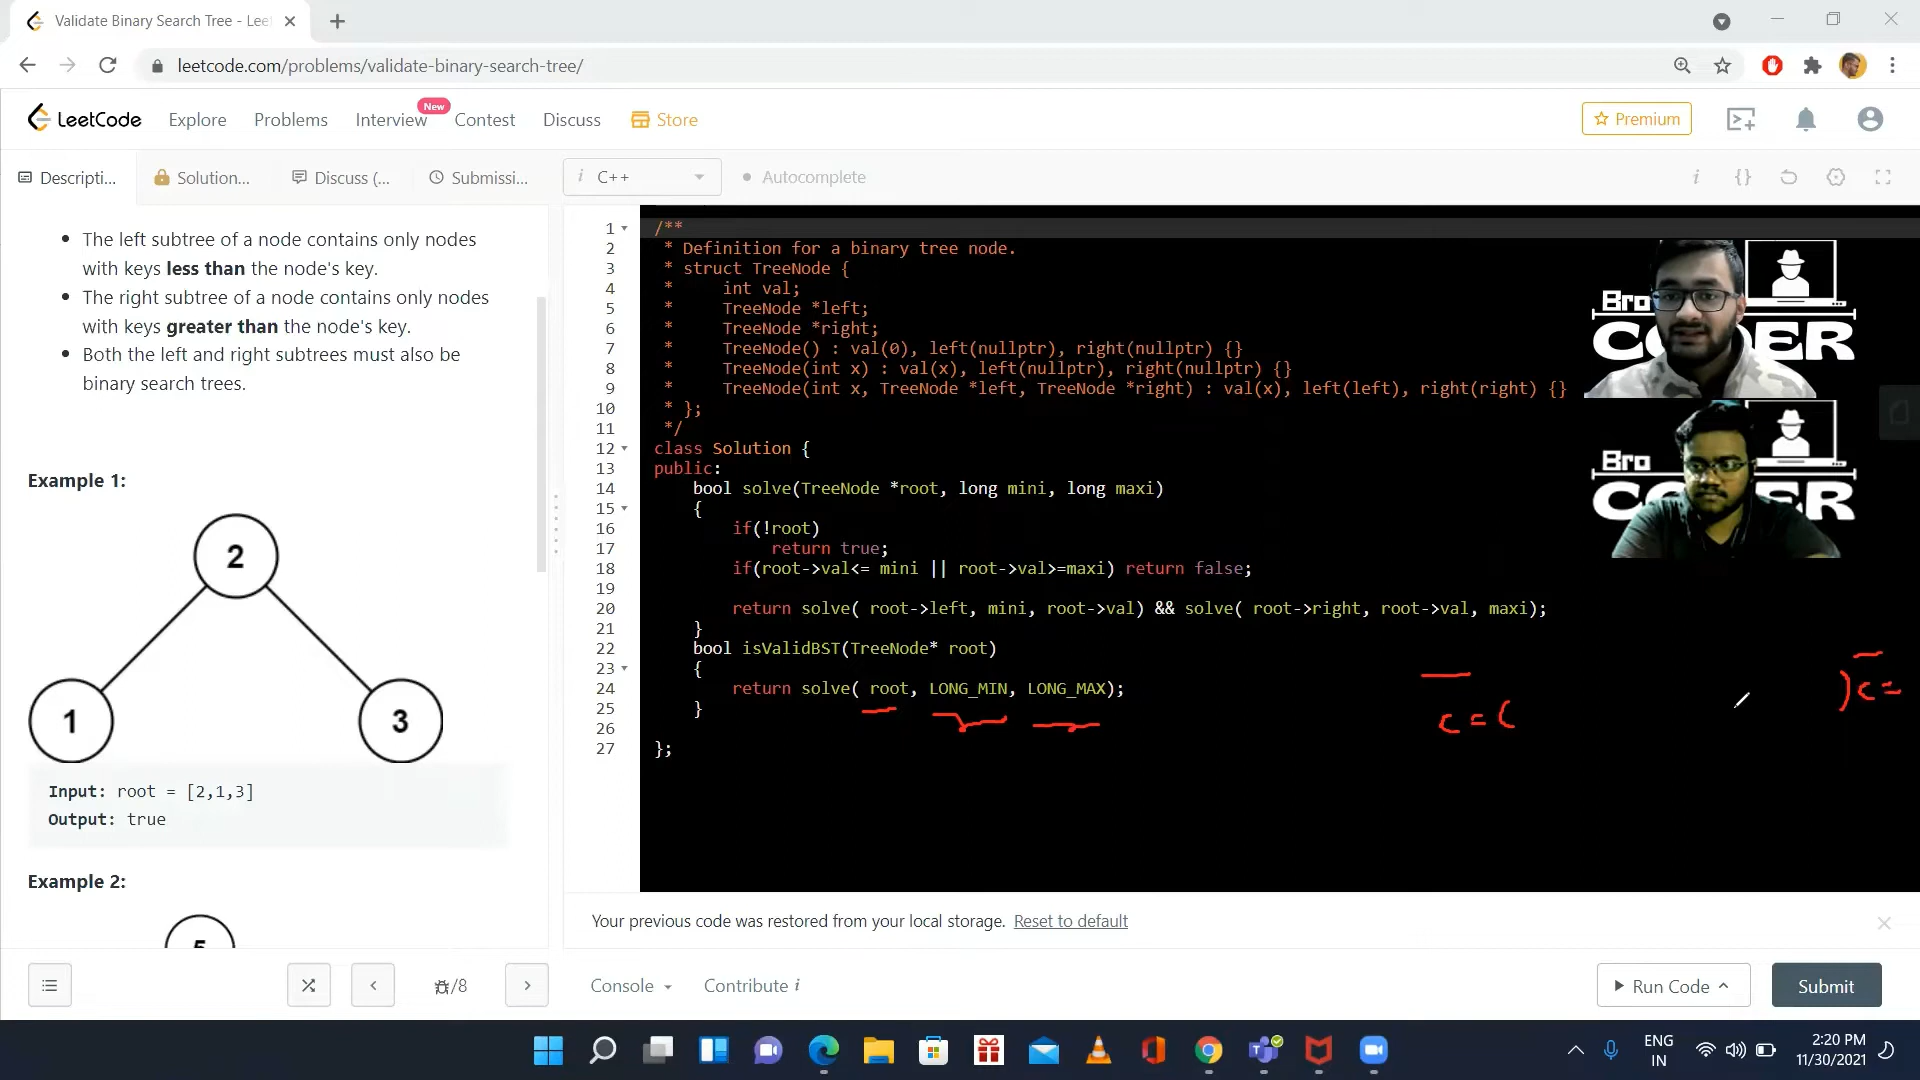 Validate Binary Search Tree - Lee
leetcode.com/problems/validate-binary-search-tree/
LeetCode Explore Problems Interview New Contest Discuss Store Premium
Descripti... Solution... Discuss (... Submissi... i C++ Autocomplete
The left subtree of a node contains only nodes
with keys less than the node's key.
The right subtree of a node contains only nodes
with keys greater than the node's key.
Both the left and right subtrees must also be
binary search trees.
Example 1:
2
1 3
Input: root = [2,1,3]
Output: true
Example 2:
5
1 /**
2 * Definition for a binary tree node.
3 * struct TreeNode {
4 * int val;
5 * TreeNode *left;
6 * TreeNode *right;
7 * TreeNode() : val(0), left(nullptr), right(nullptr) {}
8 * TreeNode(int x) : val(x), left(nullptr), right(nullptr) {}
9 * TreeNode(int x, TreeNode *left, TreeNode *right) : val(x), left(left), right(right) {}
10 * };
11 */
12 class Solution {
13 public:
14 bool solve(TreeNode *root, long mini, long maxi)
15 {
16 if(!root)
17 return true;
18 if(root->val<= mini || root->val>=maxi) return false;
19
20 return solve( root->left, mini, root->val) && solve( root->right, root->val, maxi);
21 }
22 bool isValidBST(TreeNode* root)
23 {
24 return solve( root, LONG_MIN, LONG_MAX);
25 }
26
27 };
Bro
CODER
Bro
CODER
Your previous code was restored from your local storage. Reset to default
/8 Console Contribute i Run Code Submit
ENG
IN
2:20 PM
11/30/2021